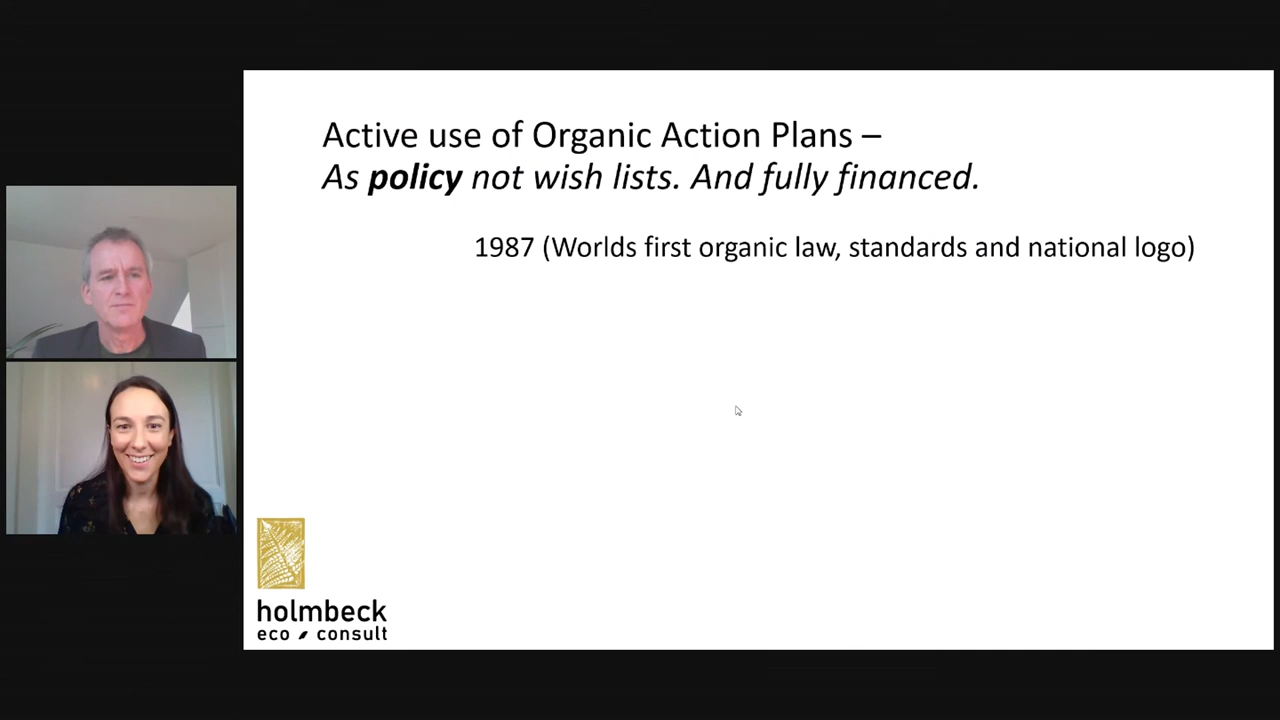 Active use of Organic Action Plans –
As policy not wish lists. And fully financed.
1987 (Worlds first organic law, standards and national logo)
holmbeck
eco consult